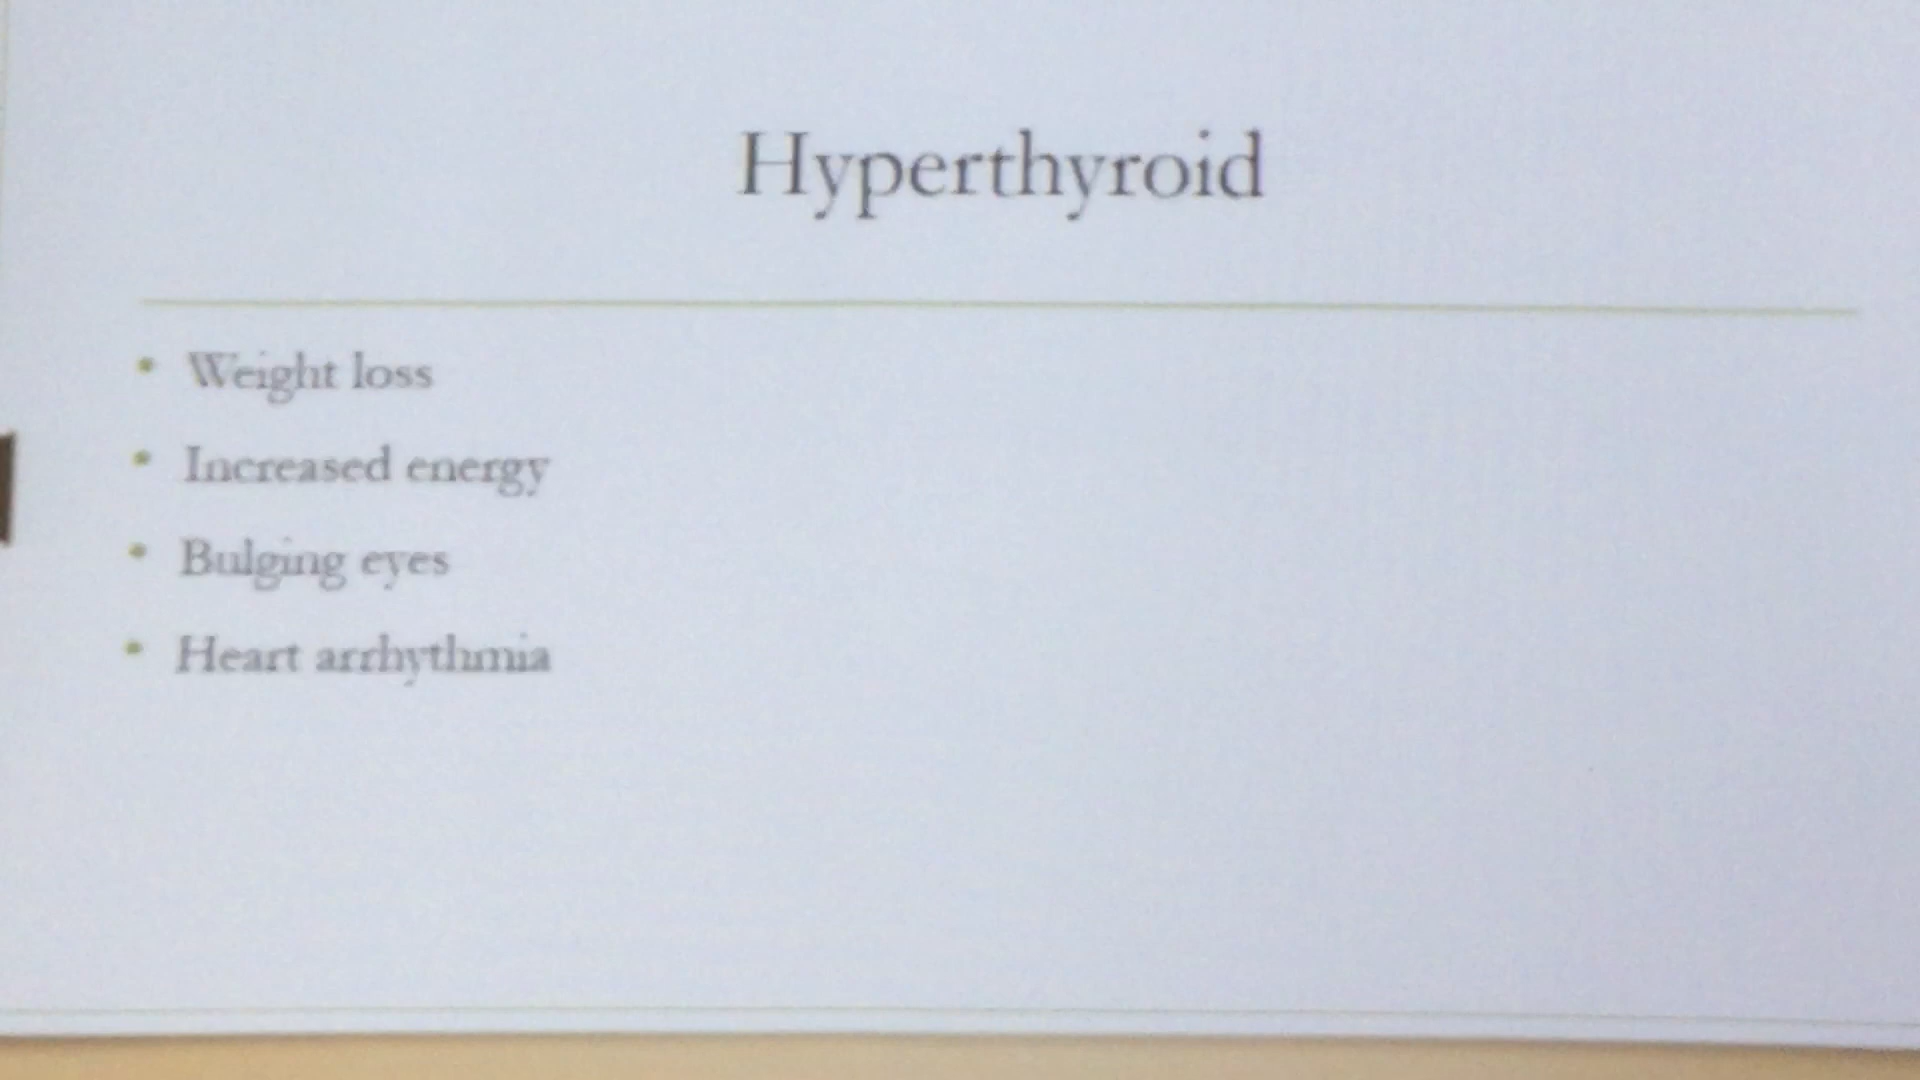 Hyperthyroid
• Weight loss
• Increased energy
• Bulging eyes
• Heart arrhythmia